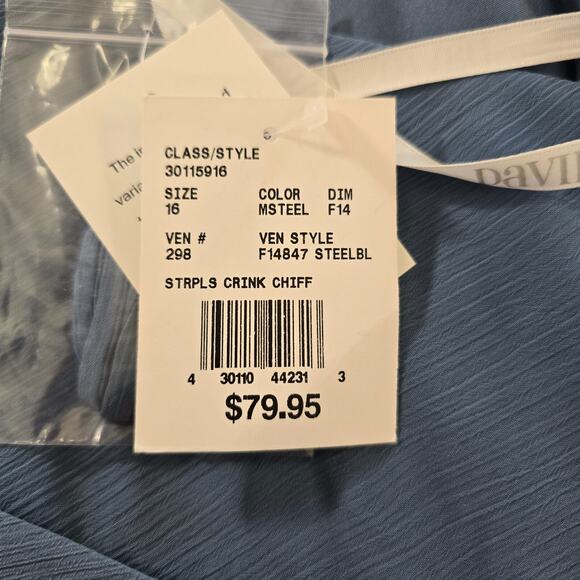 The i
varia
CLASS/STYLE
30115916
SIZE COLOR DIM
16 MSTEEL F14
VEN # VEN STYLE
298 F14847 STEELBL
STRPLS CRINK CHIFF
4 30110 44231 3
$79.95
DAVI